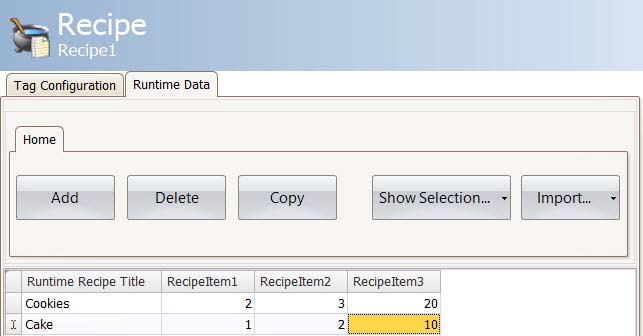 Recipe
Recipe1
Tag Configuration Runtime Data
Home
Add Delete Copy Show Selection... Import...
Runtime Recipe Title RecipeItem1 RecipeItem2 RecipeItem3
Cookies 2 3 20
Cake 1 2 10